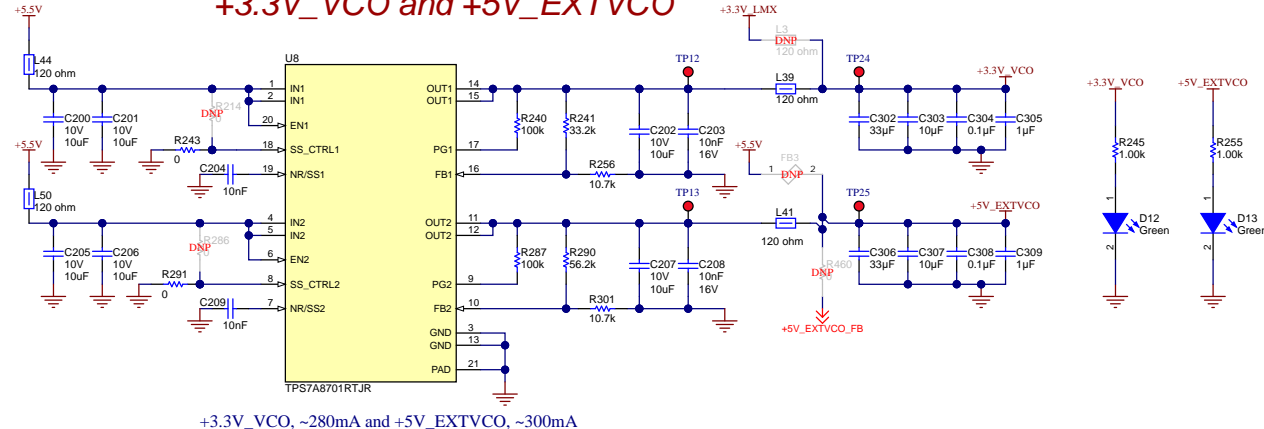 +3.3V_VCO and +5V_EXTVCO
+5.5V
L44
120 ohm
C200
10V
10uF
C201
10V
10uF
R214
0
DNP
R243
0
C204
10nF
+5.5V
L50
120 ohm
C205
10V
10uF
C206
10V
10uF
R286
0
DNP
R291
0
C209
10nF
U8
1 IN1
2 IN1
20 EN1
18 SS_CTRL1
19 NR/SS1
4 IN2
5 IN2
6 EN2
8 SS_CTRL2
7 NR/SS2
OUT1 14
OUT1 15
PG1 17
FB1 16
OUT2 11
OUT2 12
PG2 9
FB2 10
GND 3
GND 13
PAD 21
TPS7A8701RTJR
R240
100k
R241
33.2k
R256
10.7k
C202
10V
10uF
C203
10nF
16V
TP12
R287
100k
R290
56.2k
R301
10.7k
C207
10V
10uF
C208
10nF
16V
TP13
+3.3V_LMX
L3
DNP
120 ohm
L39
120 ohm
TP24
+3.3V_VCO
C302
33µF
C303
10µF
C304
0.1µF
C305
1µF
+5.5V
FB3
1 2
DNP
L41
120 ohm
TP25
+5V_EXTVCO
R460
0
DNP
+5V_EXTVCO_FB
C306
33µF
C307
10µF
C308
0.1µF
C309
1µF
+3.3V_VCO
R245
1.00k
1
D12
Green
2
+5V_EXTVCO
R255
1.00k
1
D13
Green
2
+3.3V_VCO, ~280mA and +5V_EXTVCO, ~300mA